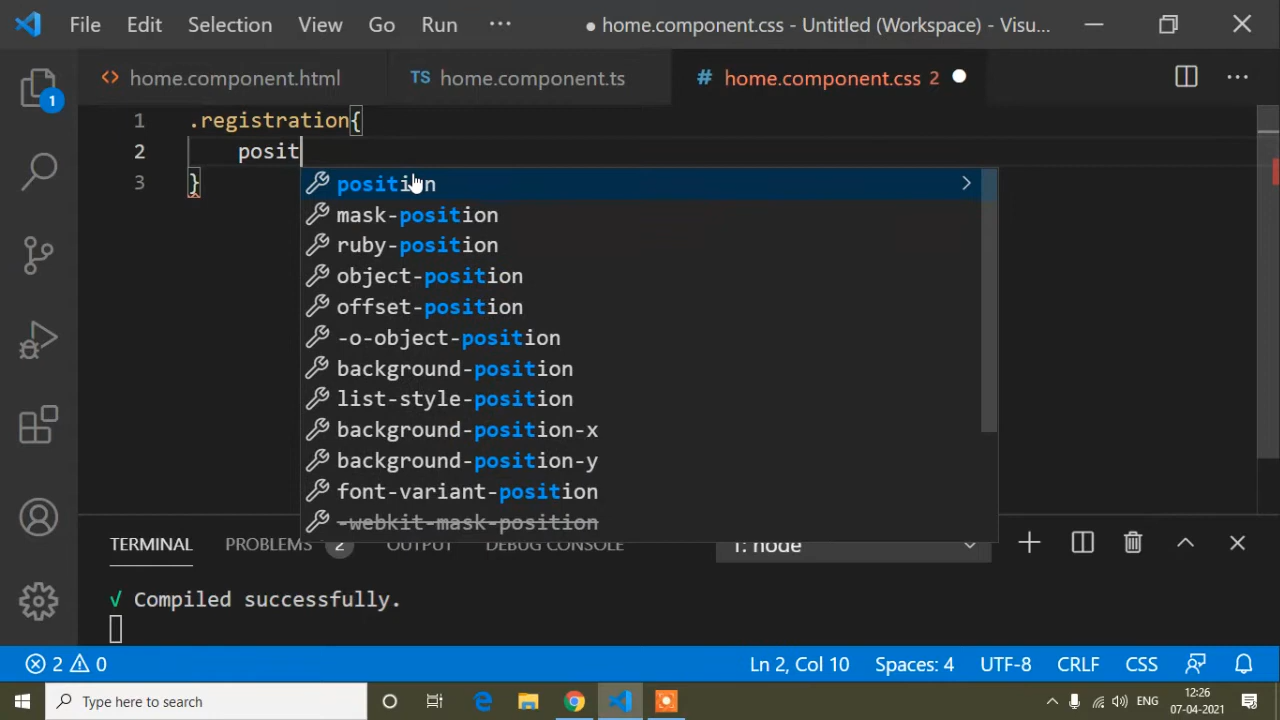 File Edit Selection View Go Run ··· ● home.component.css - Untitled (Workspace) - Visu...
<> home.component.html TS home.component.ts # home.component.css 2
1 .registration{
2 posit
3 }
position
mask-position
ruby-position
object-position
offset-position
-o-object-position
background-position
list-style-position
background-position-x
background-position-y
font-variant-position
-webkit-mask-position
1
TERMINAL PROBLEMS 2 OUTPUT DEBUG CONSOLE 1: node
√ Compiled successfully.
2 0 Ln 2, Col 10 Spaces: 4 UTF-8 CRLF CSS
Type here to search ENG 12:26
07-04-2021